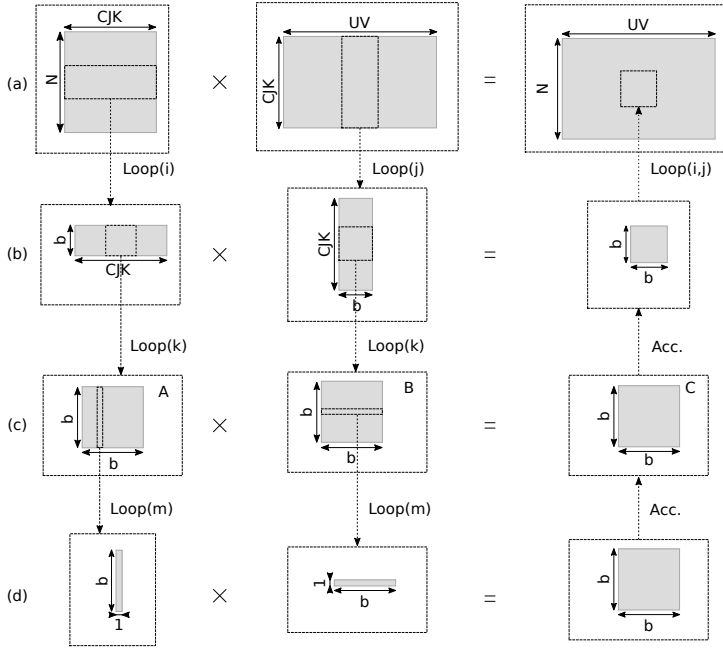 CJK
UV
UV
(a)
N
×
CJK
=
N
Loop(i)
Loop(j)
Loop(i,j)
(b)
b
CJK
×
CJK
b
=
b
b
Loop(k)
Loop(k)
Acc.
(c)
A
b
b
×
B
b
b
=
C
b
b
Loop(m)
Loop(m)
Acc.
(d)
b
1
×
1
b
=
b
b